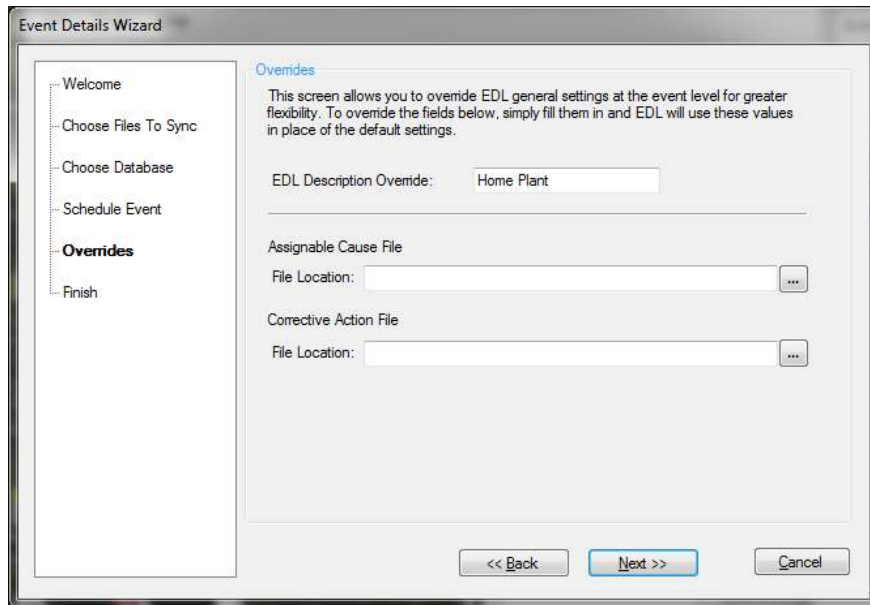 Event Details Wizard
Welcome
Choose Files To Sync
Choose Database
Schedule Event
Overrides
Finish
Overrides
This screen allows you to override EDL general settings at the event level for greater
flexibility. To override the fields below, simply fill them in and EDL will use these values
in place of the default settings.
EDL Description Override: Home Plant
Assignable Cause File
File Location: ...
Corrective Action File
File Location: ...
<< Back Next >> Cancel